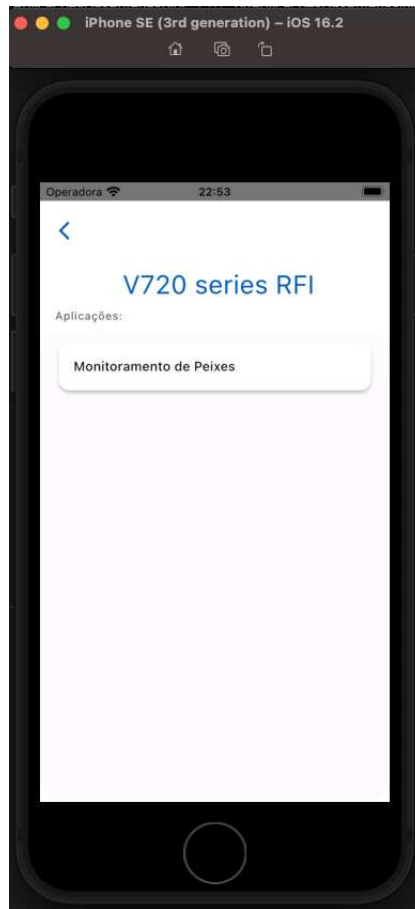 iPhone SE (3rd generation) – iOS 16.2
Operadora 22:53
V720 series RFI
Aplicações:
Monitoramento de Peixes